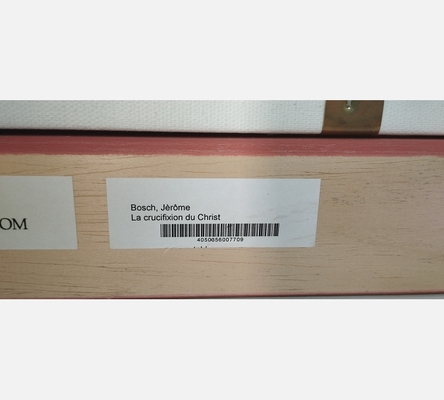 OM
Bosch, Jérôme
La crucifixion du Christ
4050656007709